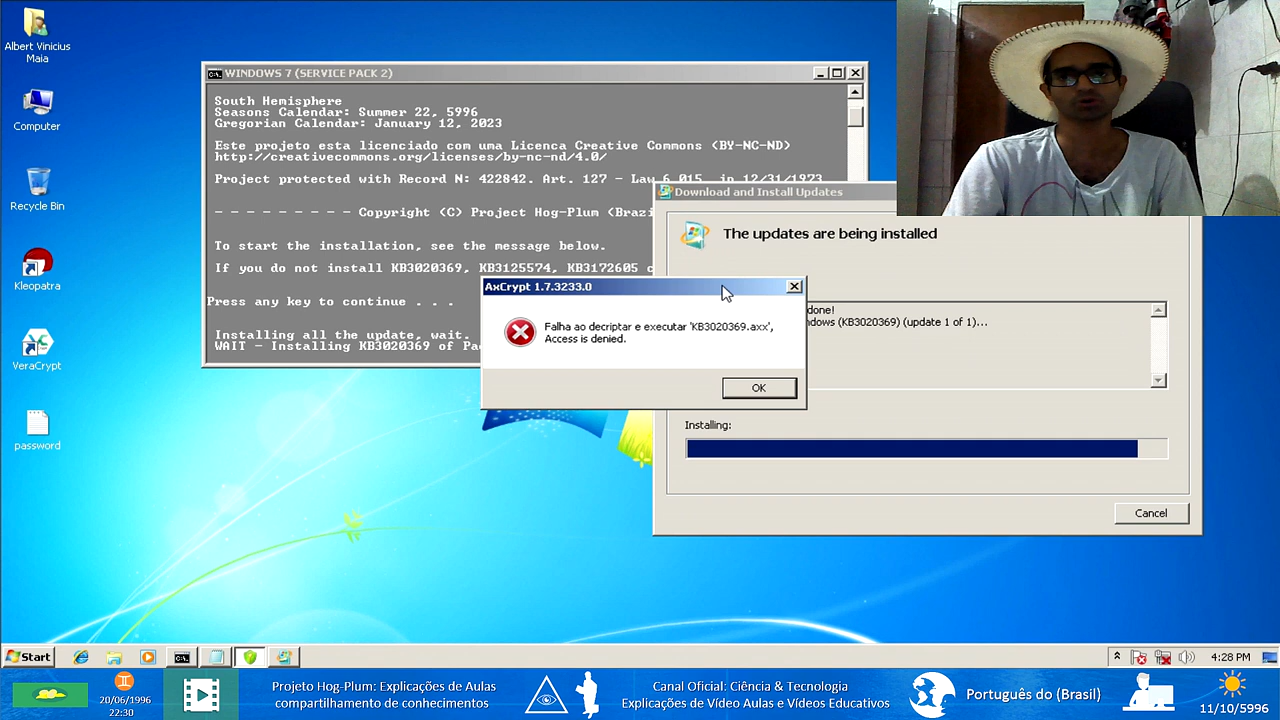 Albert Vinicius
Maia
Computer
Recycle Bin
Kleopatra
VeraCrypt
password
WINDOWS 7 (SERVICE PACK 2)
South Hemisphere
Seasons Calendar: Summer 22, 5996
Gregorian Calendar: January 12, 2023
Este projeto esta licenciado com uma Licenca Creative Commons (BY-NC-ND)
http://creativecommons.org/licenses/by-nc-nd/4.0/
Project protected with Record N: 422842. Art. 127 - Law 6.015, in 12/31/1973
- - - - - - - - - Copyright (C) Project Hog-Plum (Brazi
To start the installation, see the message below.
If you do not install KB3020369, KB3125574, KB3172605 c
Press any key to continue . . .
Installing all the update, wait.
WAIT - Installing KB3020369 of Pa
Download and Install Updates
The updates are being installed
done!
ndows (KB3020369) (update 1 of 1)...
Installing:
Cancel
AxCrypt 1.7.3233.0
Falha ao decriptar e executar 'KB3020369.axx',
Access is denied.
OK
Start
4:28 PM
20/06/1996
22:30
Projeto Hog-Plum: Explicações de Aulas
compartilhamento de conhecimentos
Canal Oficial: Ciência & Tecnologia
Explicações de Vídeo Aulas e Vídeos Educativos
Português do (Brasil)
11/10/5996